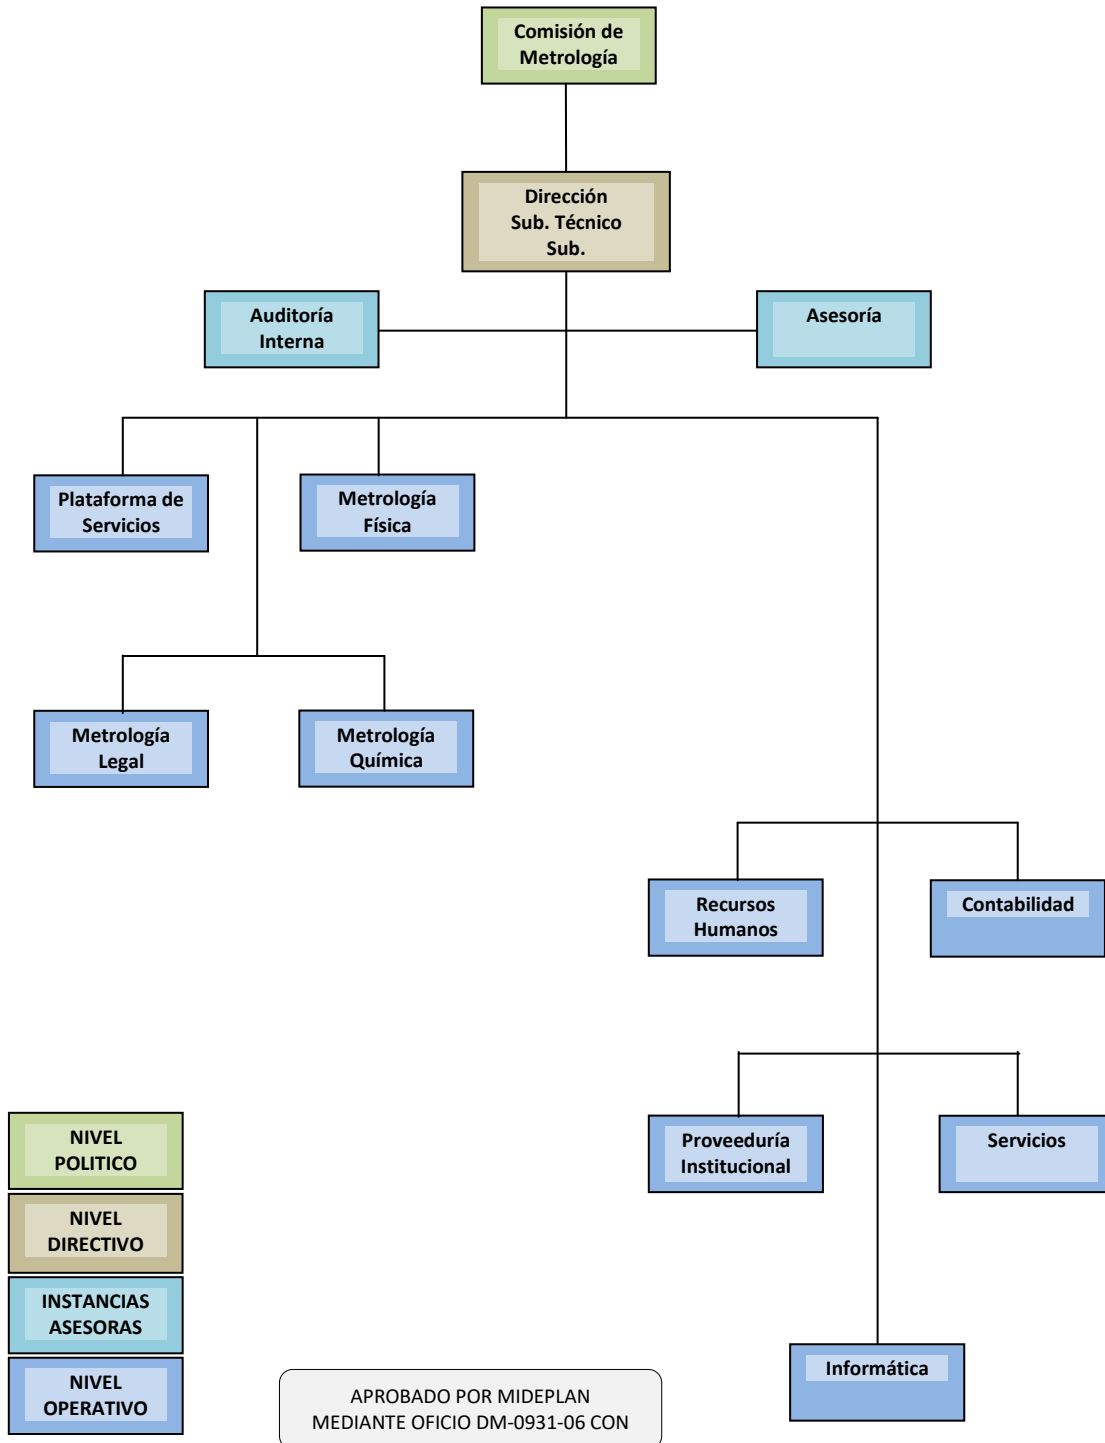 Comisión de
Metrología
Dirección
Sub. Técnico
Sub.
Auditoría
Interna
Asesoría
Plataforma de
Servicios
Metrología
Física
Metrología
Legal
Metrología
Química
Recursos
Humanos
Contabilidad
Proveeduría
Institucional
Servicios
Informática
NIVEL
POLITICO
NIVEL
DIRECTIVO
INSTANCIAS
ASESORAS
NIVEL
OPERATIVO
APROBADO POR MIDEPLAN
MEDIANTE OFICIO DM-0931-06 CON